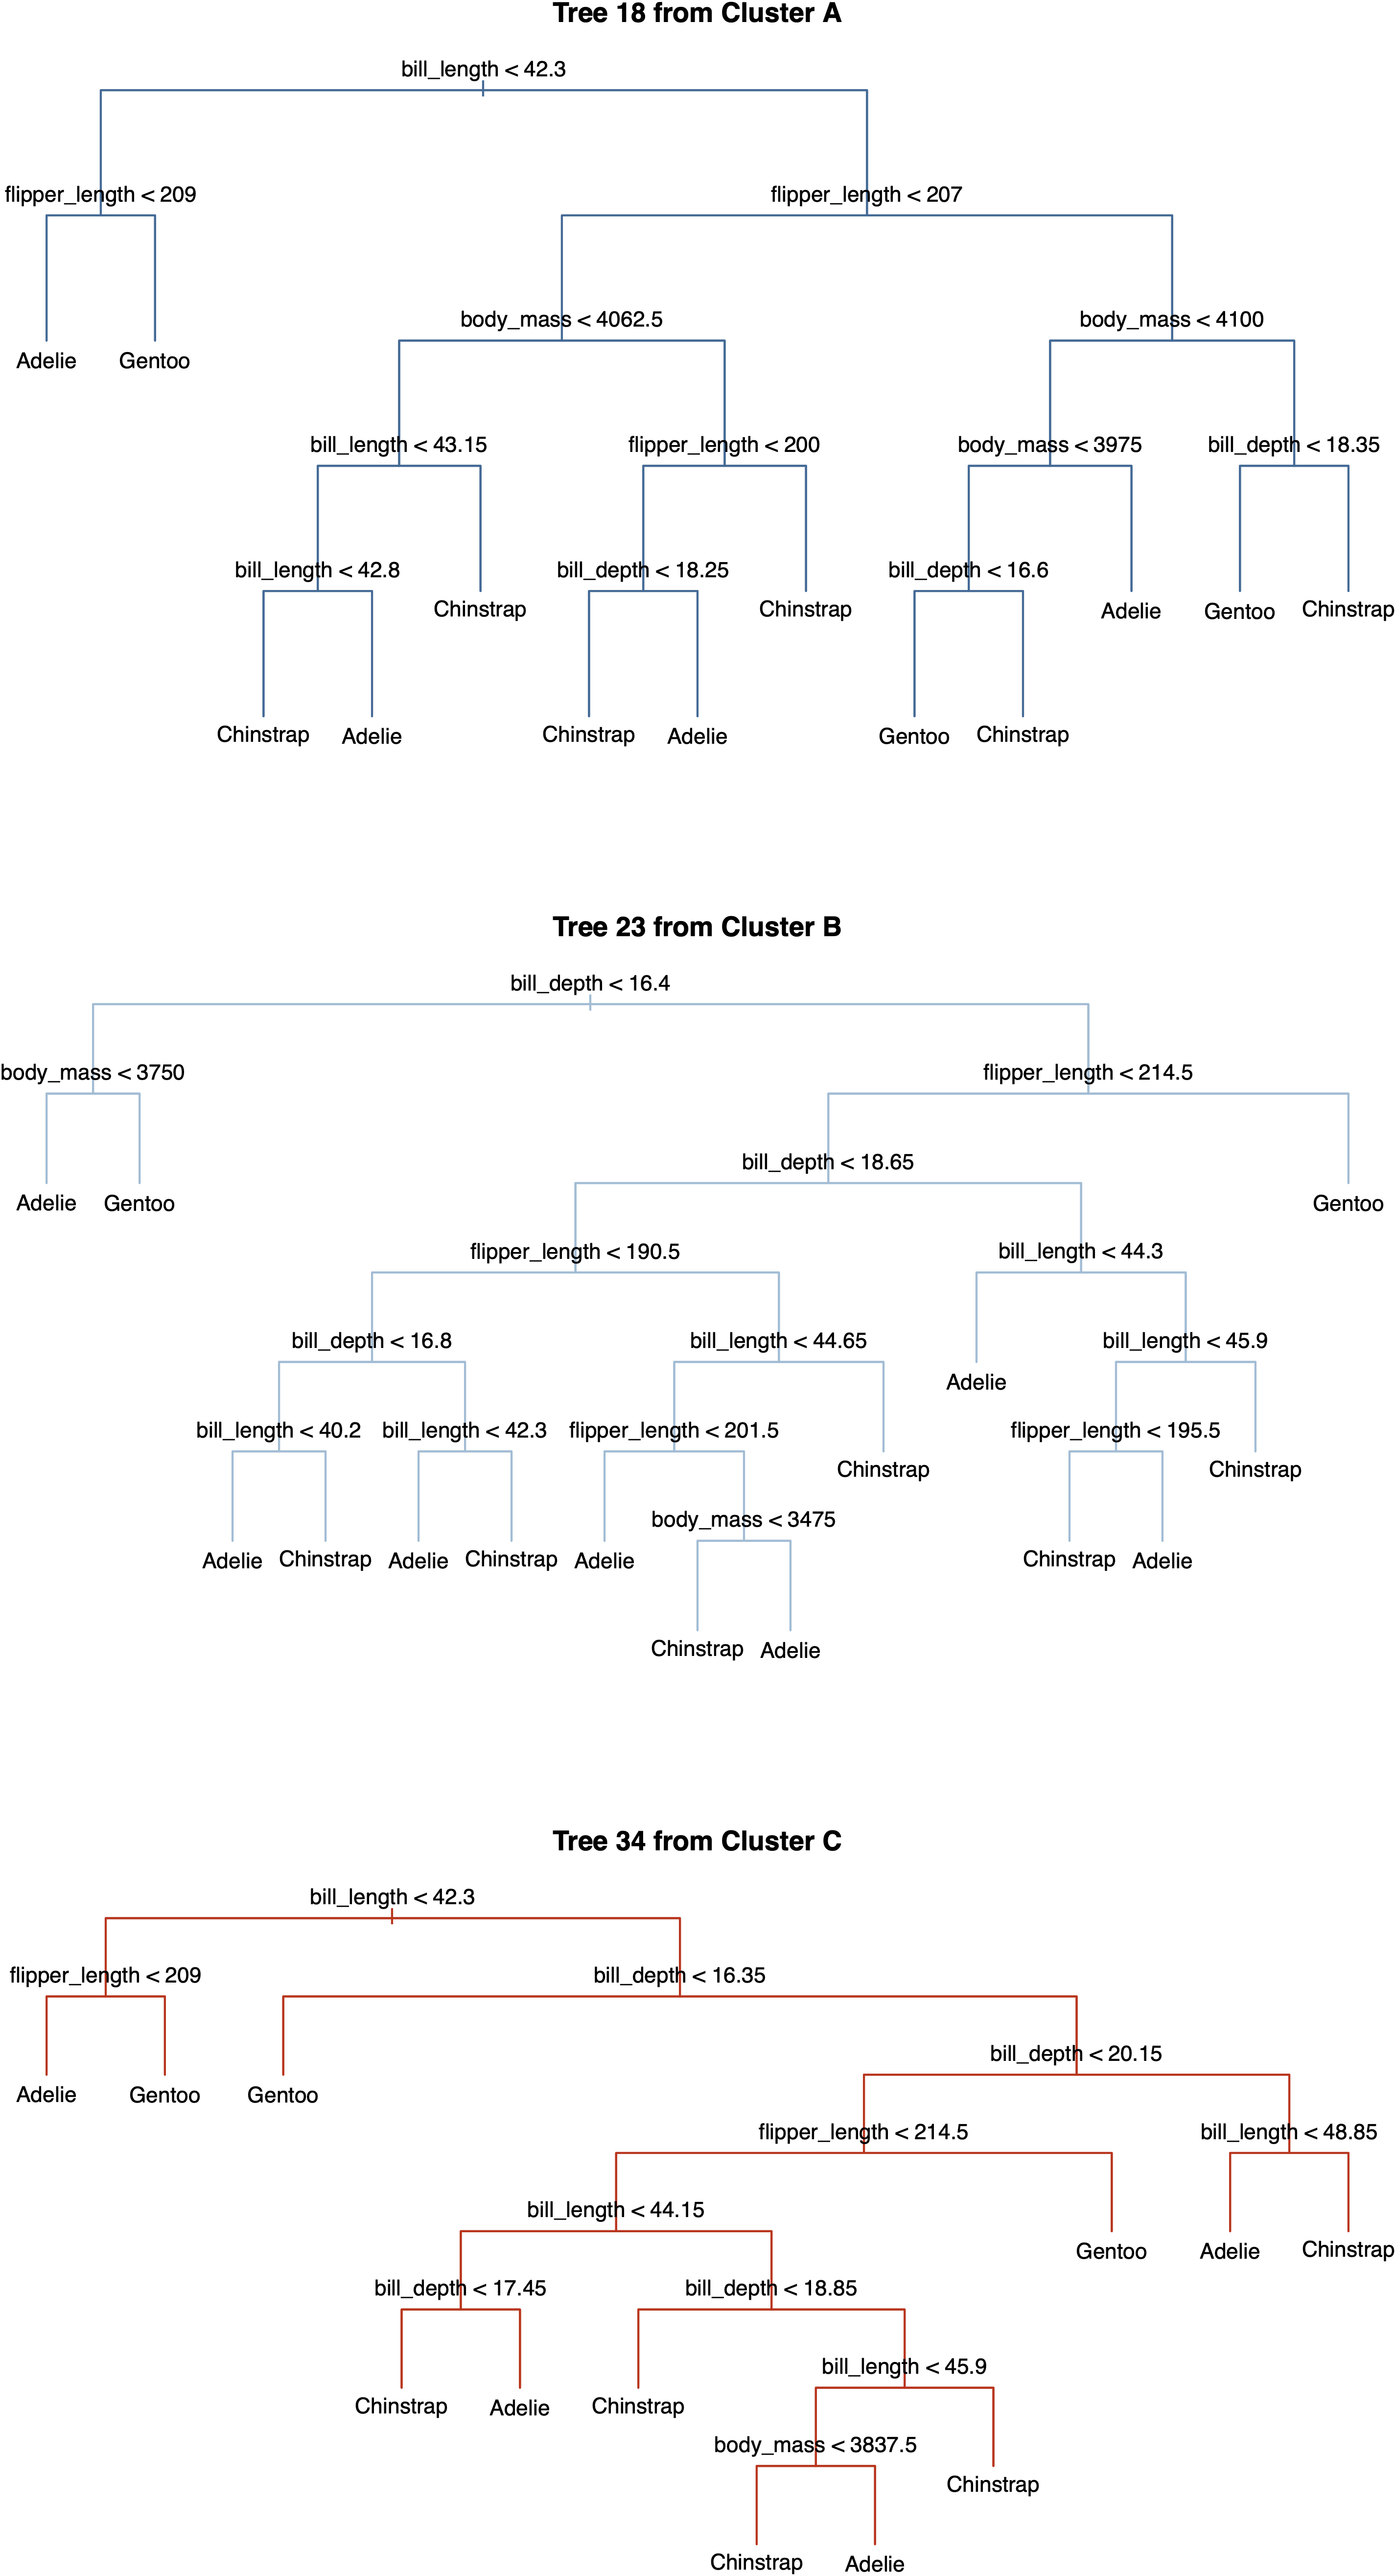 Tree 18 from Cluster A
bill_length < 42.3
flipper_length < 209
flipper_length < 207
Adelie
Gentoo
body_mass < 4062.5
body_mass < 4100
bill_length < 43.15
flipper_length < 200
body_mass < 3975
bill_depth < 18.35
bill_length < 42.8
Chinstrap
bill_depth < 18.25
Chinstrap
bill_depth < 16.6
Adelie
Gentoo
Chinstrap
Chinstrap
Adelie
Chinstrap
Adelie
Gentoo
Chinstrap
Tree 23 from Cluster B
bill_depth < 16.4
body_mass < 3750
flipper_length < 214.5
Adelie
Gentoo
bill_depth < 18.65
Gentoo
flipper_length < 190.5
bill_length < 44.3
bill_depth < 16.8
bill_length < 44.65
Adelie
bill_length < 45.9
bill_length < 40.2
bill_length < 42.3
flipper_length < 201.5
Chinstrap
flipper_length < 195.5
Chinstrap
Adelie
Chinstrap
Adelie
Chinstrap
Adelie
body_mass < 3475
Chinstrap
Adelie
Chinstrap
Adelie
Tree 34 from Cluster C
bill_length < 42.3
flipper_length < 209
bill_depth < 16.35
Adelie
Gentoo
Gentoo
bill_depth < 20.15
flipper_length < 214.5
bill_length < 48.85
bill_length < 44.15
Gentoo
Adelie
Chinstrap
bill_depth < 17.45
bill_depth < 18.85
Chinstrap
Adelie
Chinstrap
bill_length < 45.9
body_mass < 3837.5
Chinstrap
Chinstrap
Adelie